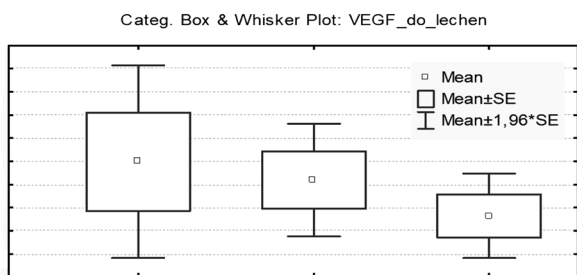 Categ. Box & Whisker Plot: VEGF_do_lechen
Mean
Mean±SE
Mean±1,96*SE